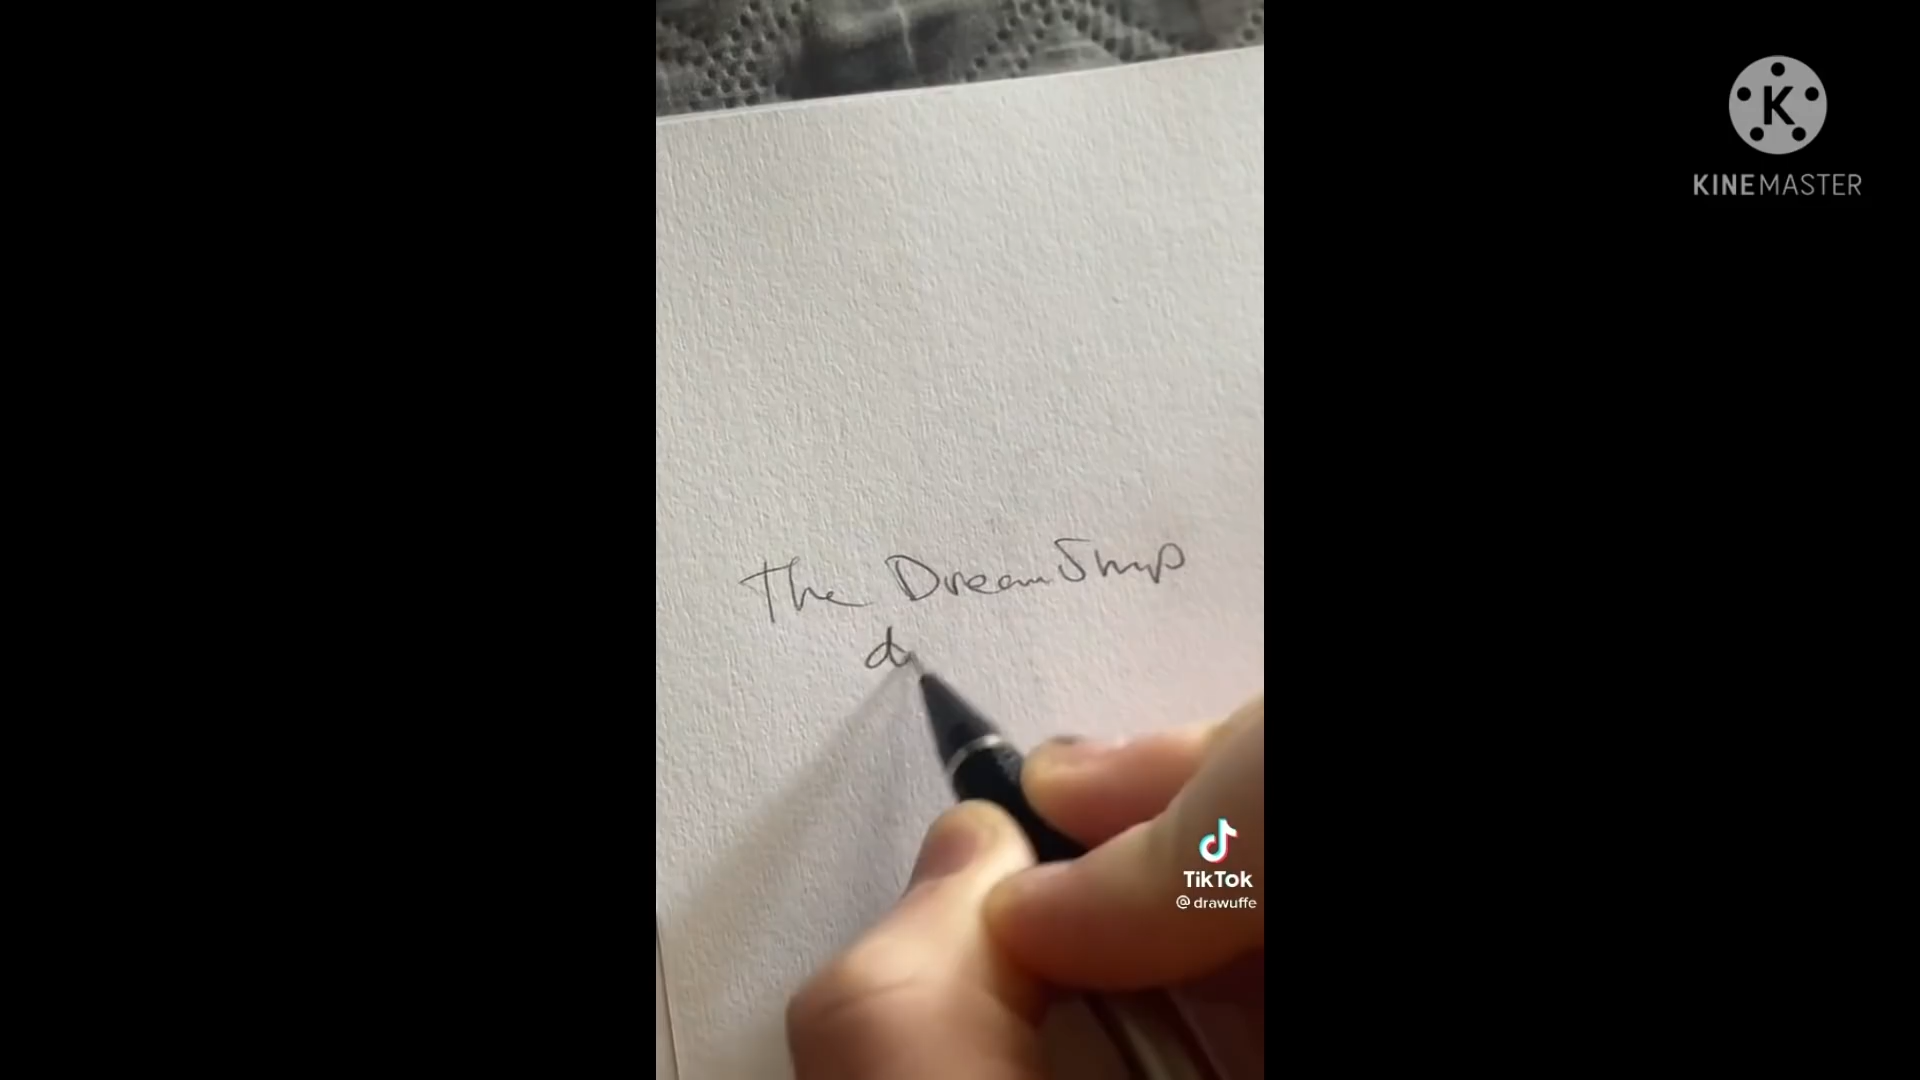 KINEMASTER
The Dream Ship
d
TikTok
@drawuffe